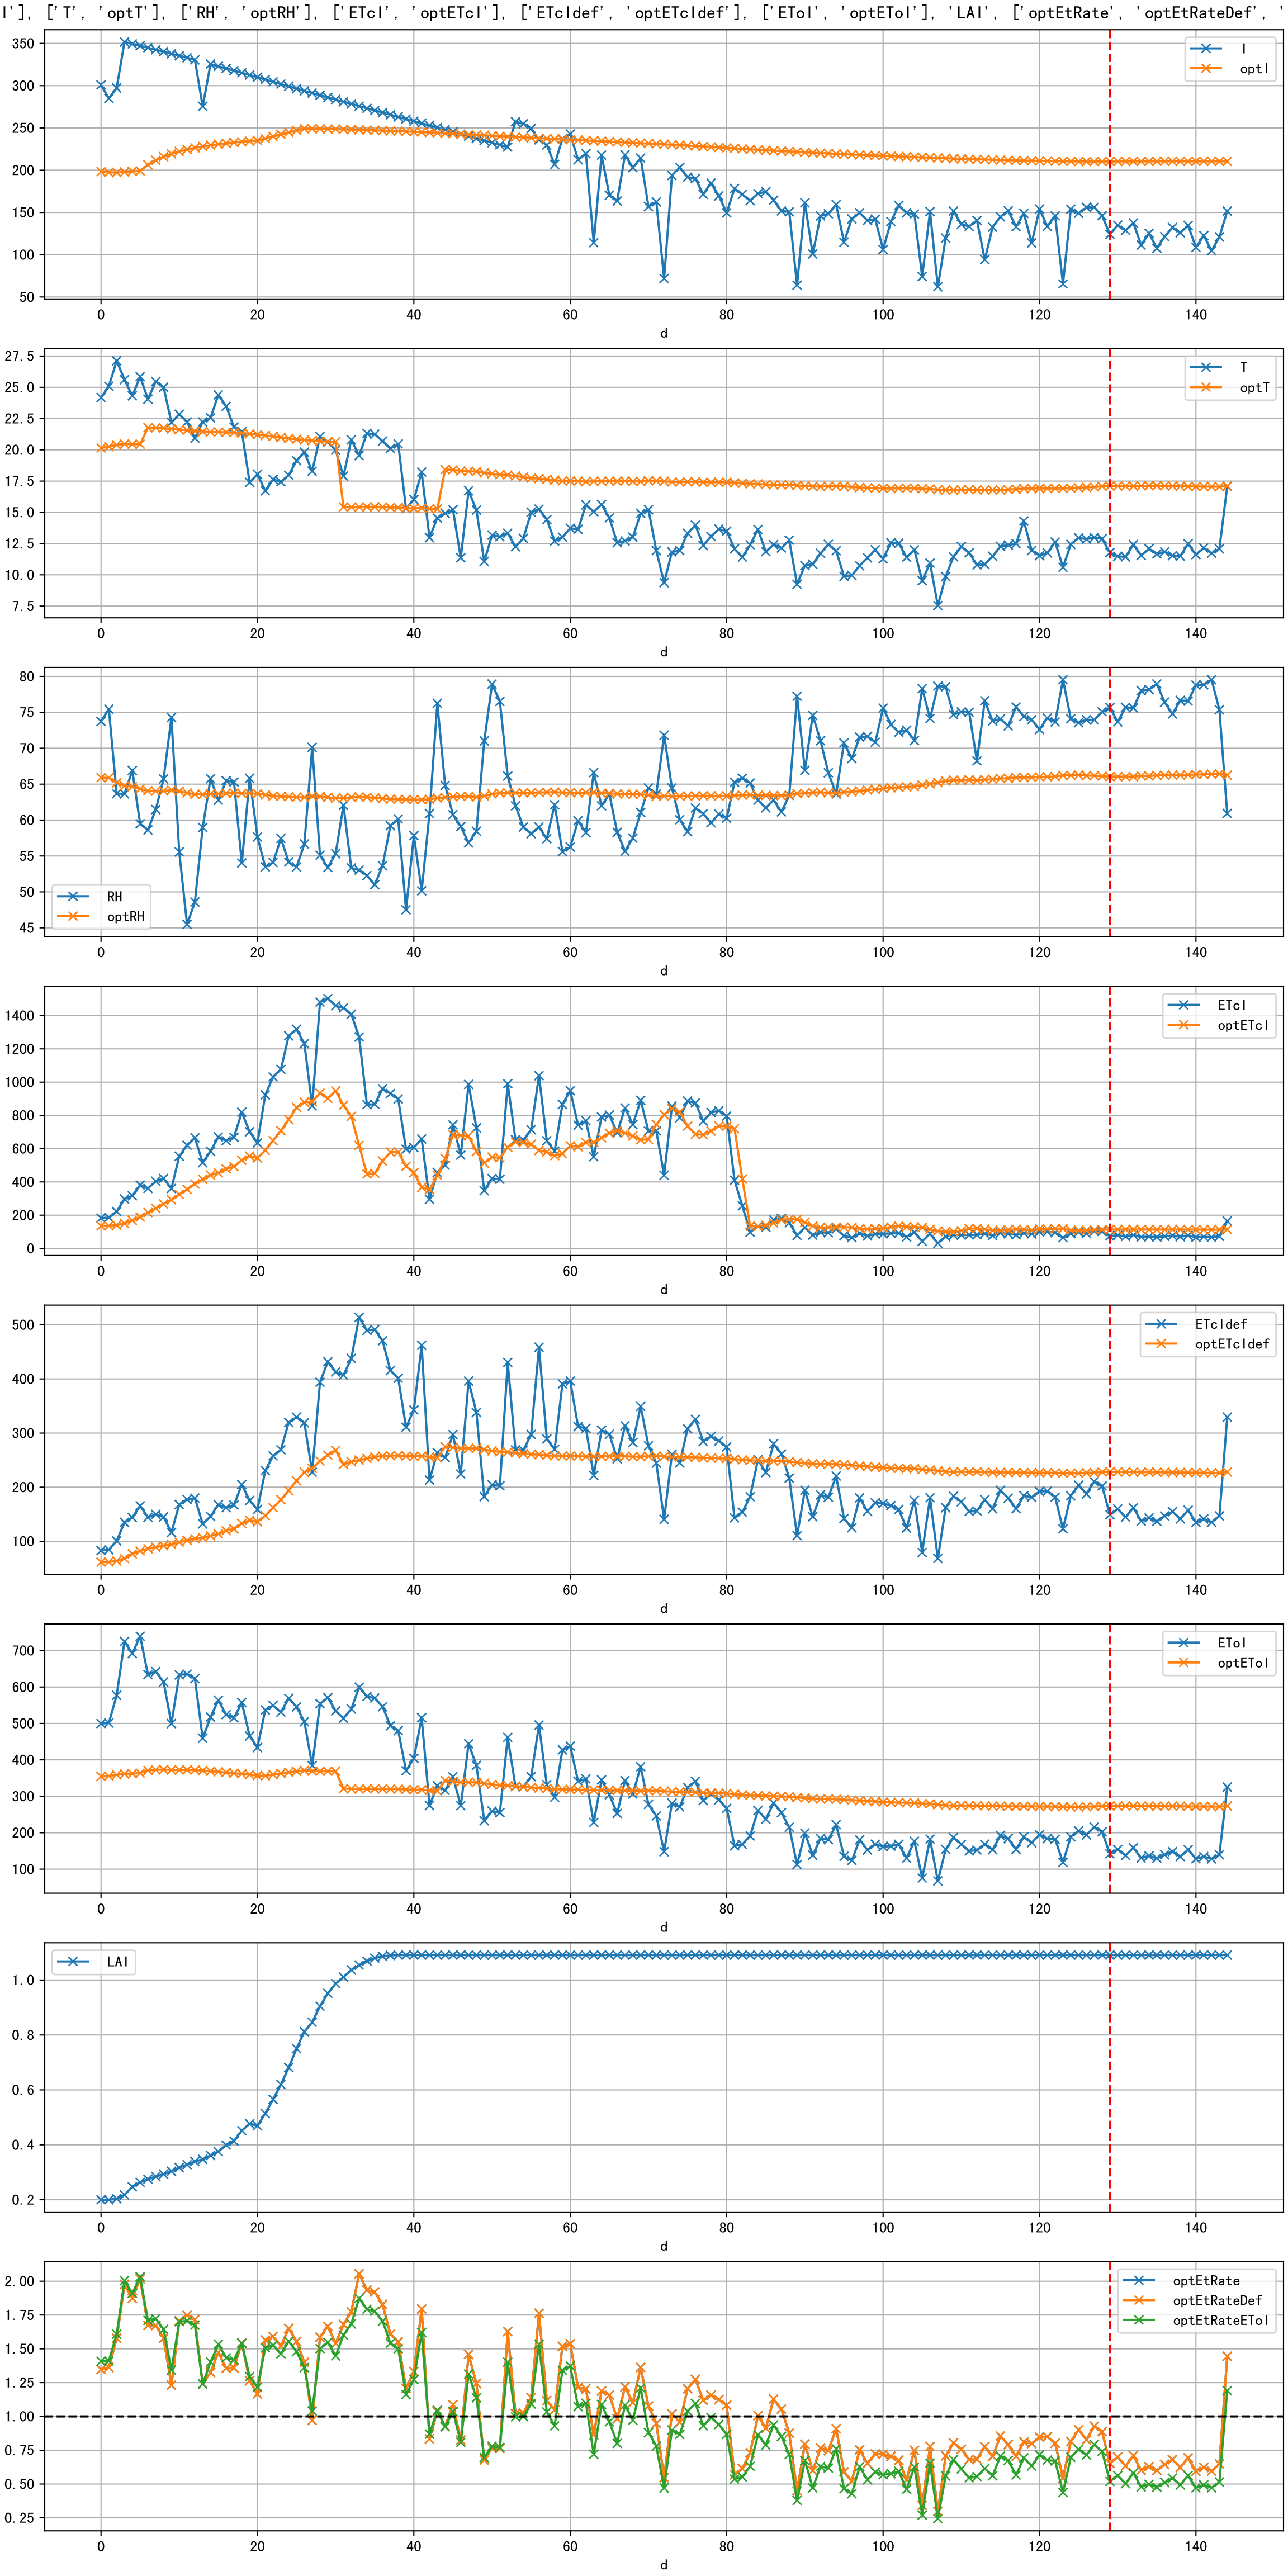 I'], ['T', 'optT'], ['RH', 'optRH'], ['ETcI', 'optETcI'], ['ETcIdef', 'optETcIdef'], ['EToI', 'optEToI'], 'LAI', ['optEtRate', 'optEtRateDef', '
350
300
250
200
150
100
50
I
optI
0 20 40 60 80 100 120 140
d
27.5
25.0
22.5
20.0
17.5
15.0
12.5
10.0
7.5
T
optT
0 20 40 60 80 100 120 140
d
80
75
70
65
60
55
50
45
RH
optRH
0 20 40 60 80 100 120 140
d
1400
1200
1000
800
600
400
200
0
ETcI
optETcI
0 20 40 60 80 100 120 140
d
500
400
300
200
100
ETcIdef
optETcIdef
0 20 40 60 80 100 120 140
d
700
600
500
400
300
200
100
EToI
optEToI
0 20 40 60 80 100 120 140
d
1.0
0.8
0.6
0.4
0.2
LAI
0 20 40 60 80 100 120 140
d
2.00
1.75
1.50
1.25
1.00
0.75
0.50
0.25
optEtRate
optEtRateDef
optEtRateEToI
0 20 40 60 80 100 120 140
d